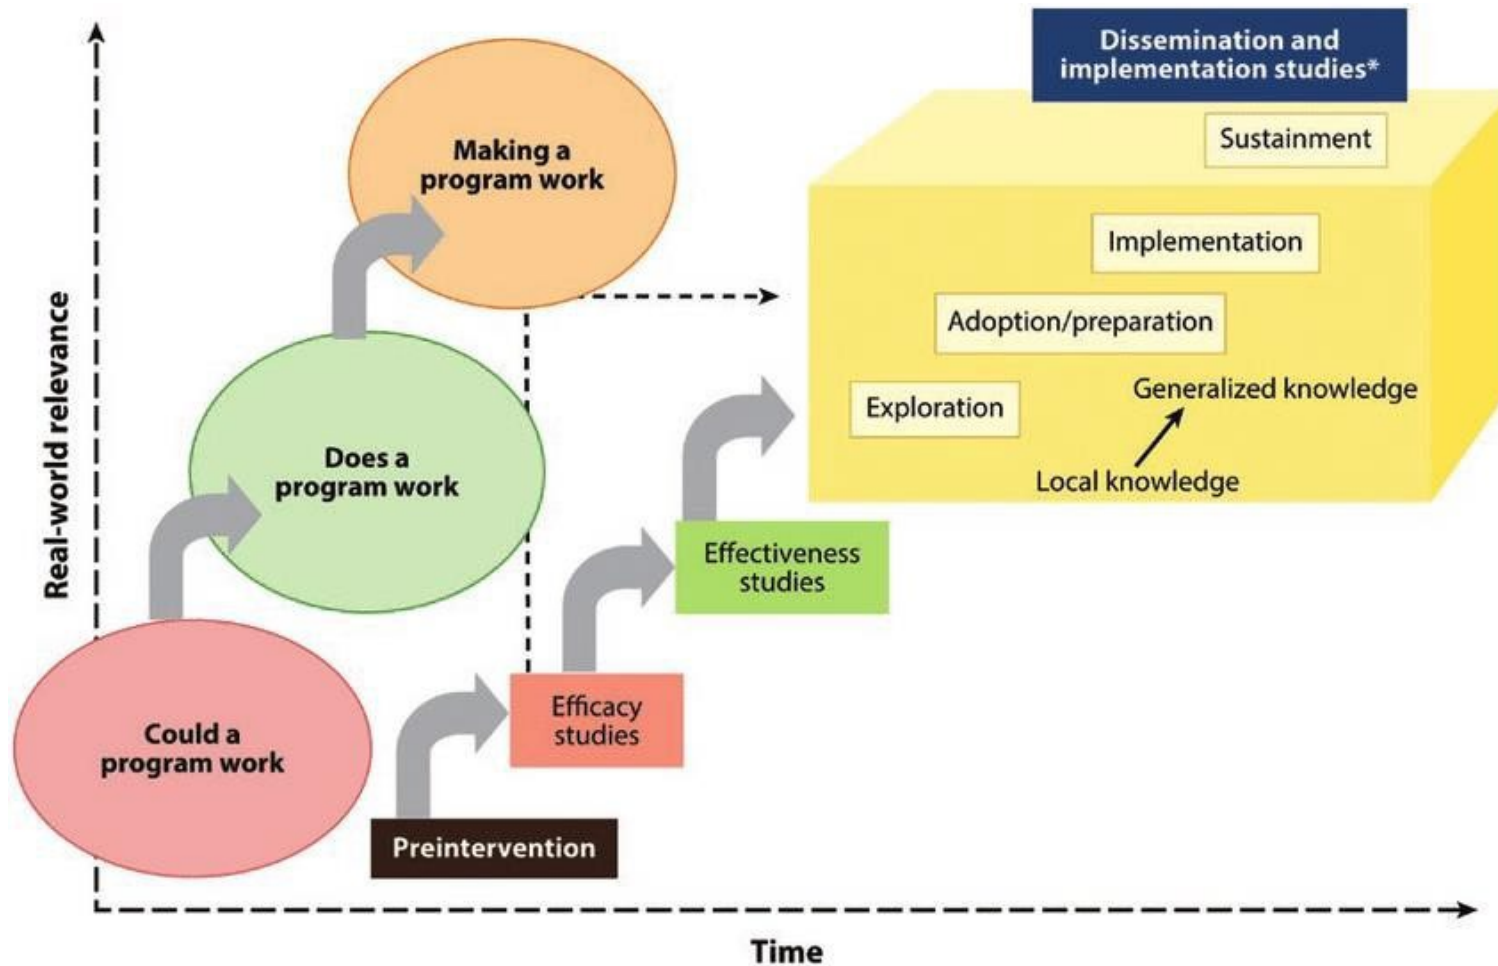 Dissemination and
implementation studies*
Sustainment
Making a
program work
Implementation
Adoption/preparation
Exploration
Generalized knowledge
Local knowledge
Does a
program work
Effectiveness
studies
Efficacy
studies
Could a
program work
Preintervention
Real-world relevance
Time